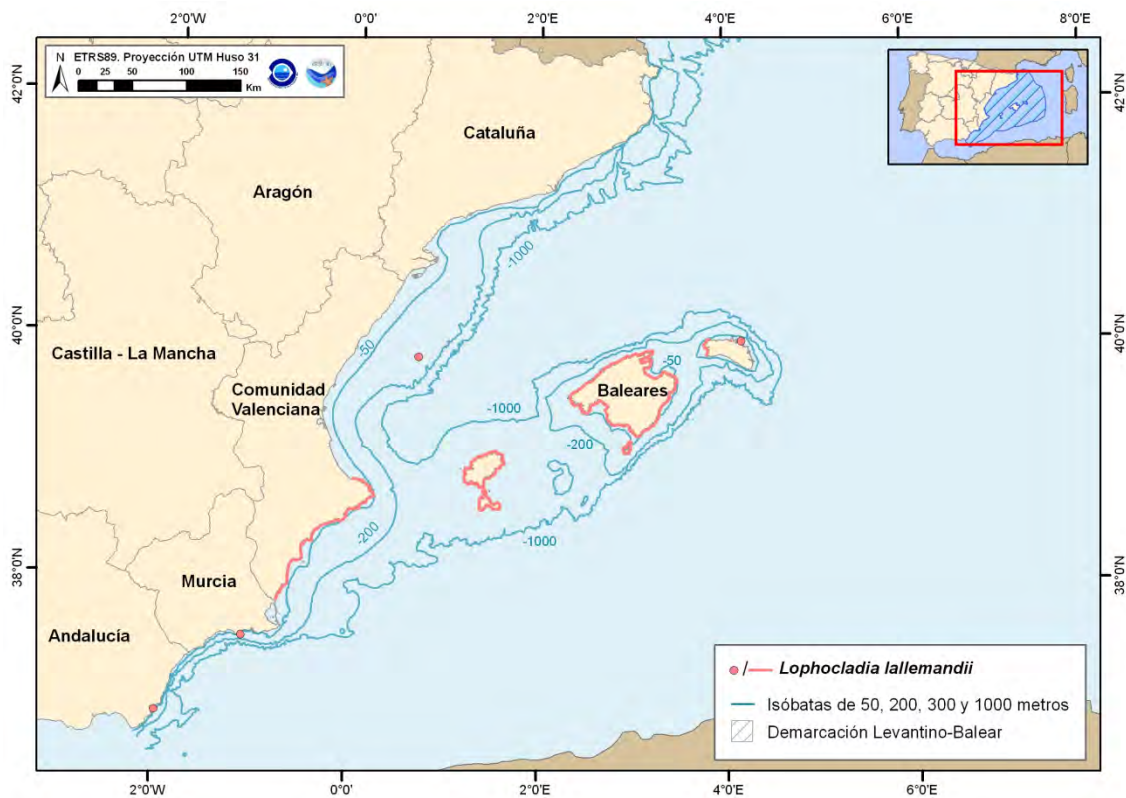 2°0'W 0°0' 2°0'E 4°0'E 6°0'E 8°0'E
N ETRS89. Proyección UTM Huso 31
0 25 50 100 150
Km
42°0'N 42°0'N
Cataluña
Aragón
-1000
40°0'N 40°0'N
-50
Castilla - La Mancha
Comunidad
Valenciana
-50
Baleares
-1000
-200
-200
-1000
38°0'N 38°0'N
Murcia
Andalucía
/ Lophocladia lallemandii
Isóbatas de 50, 200, 300 y 1000 metros
Demarcación Levantino-Balear
2°0'W 0°0' 2°0'E 4°0'E 6°0'E